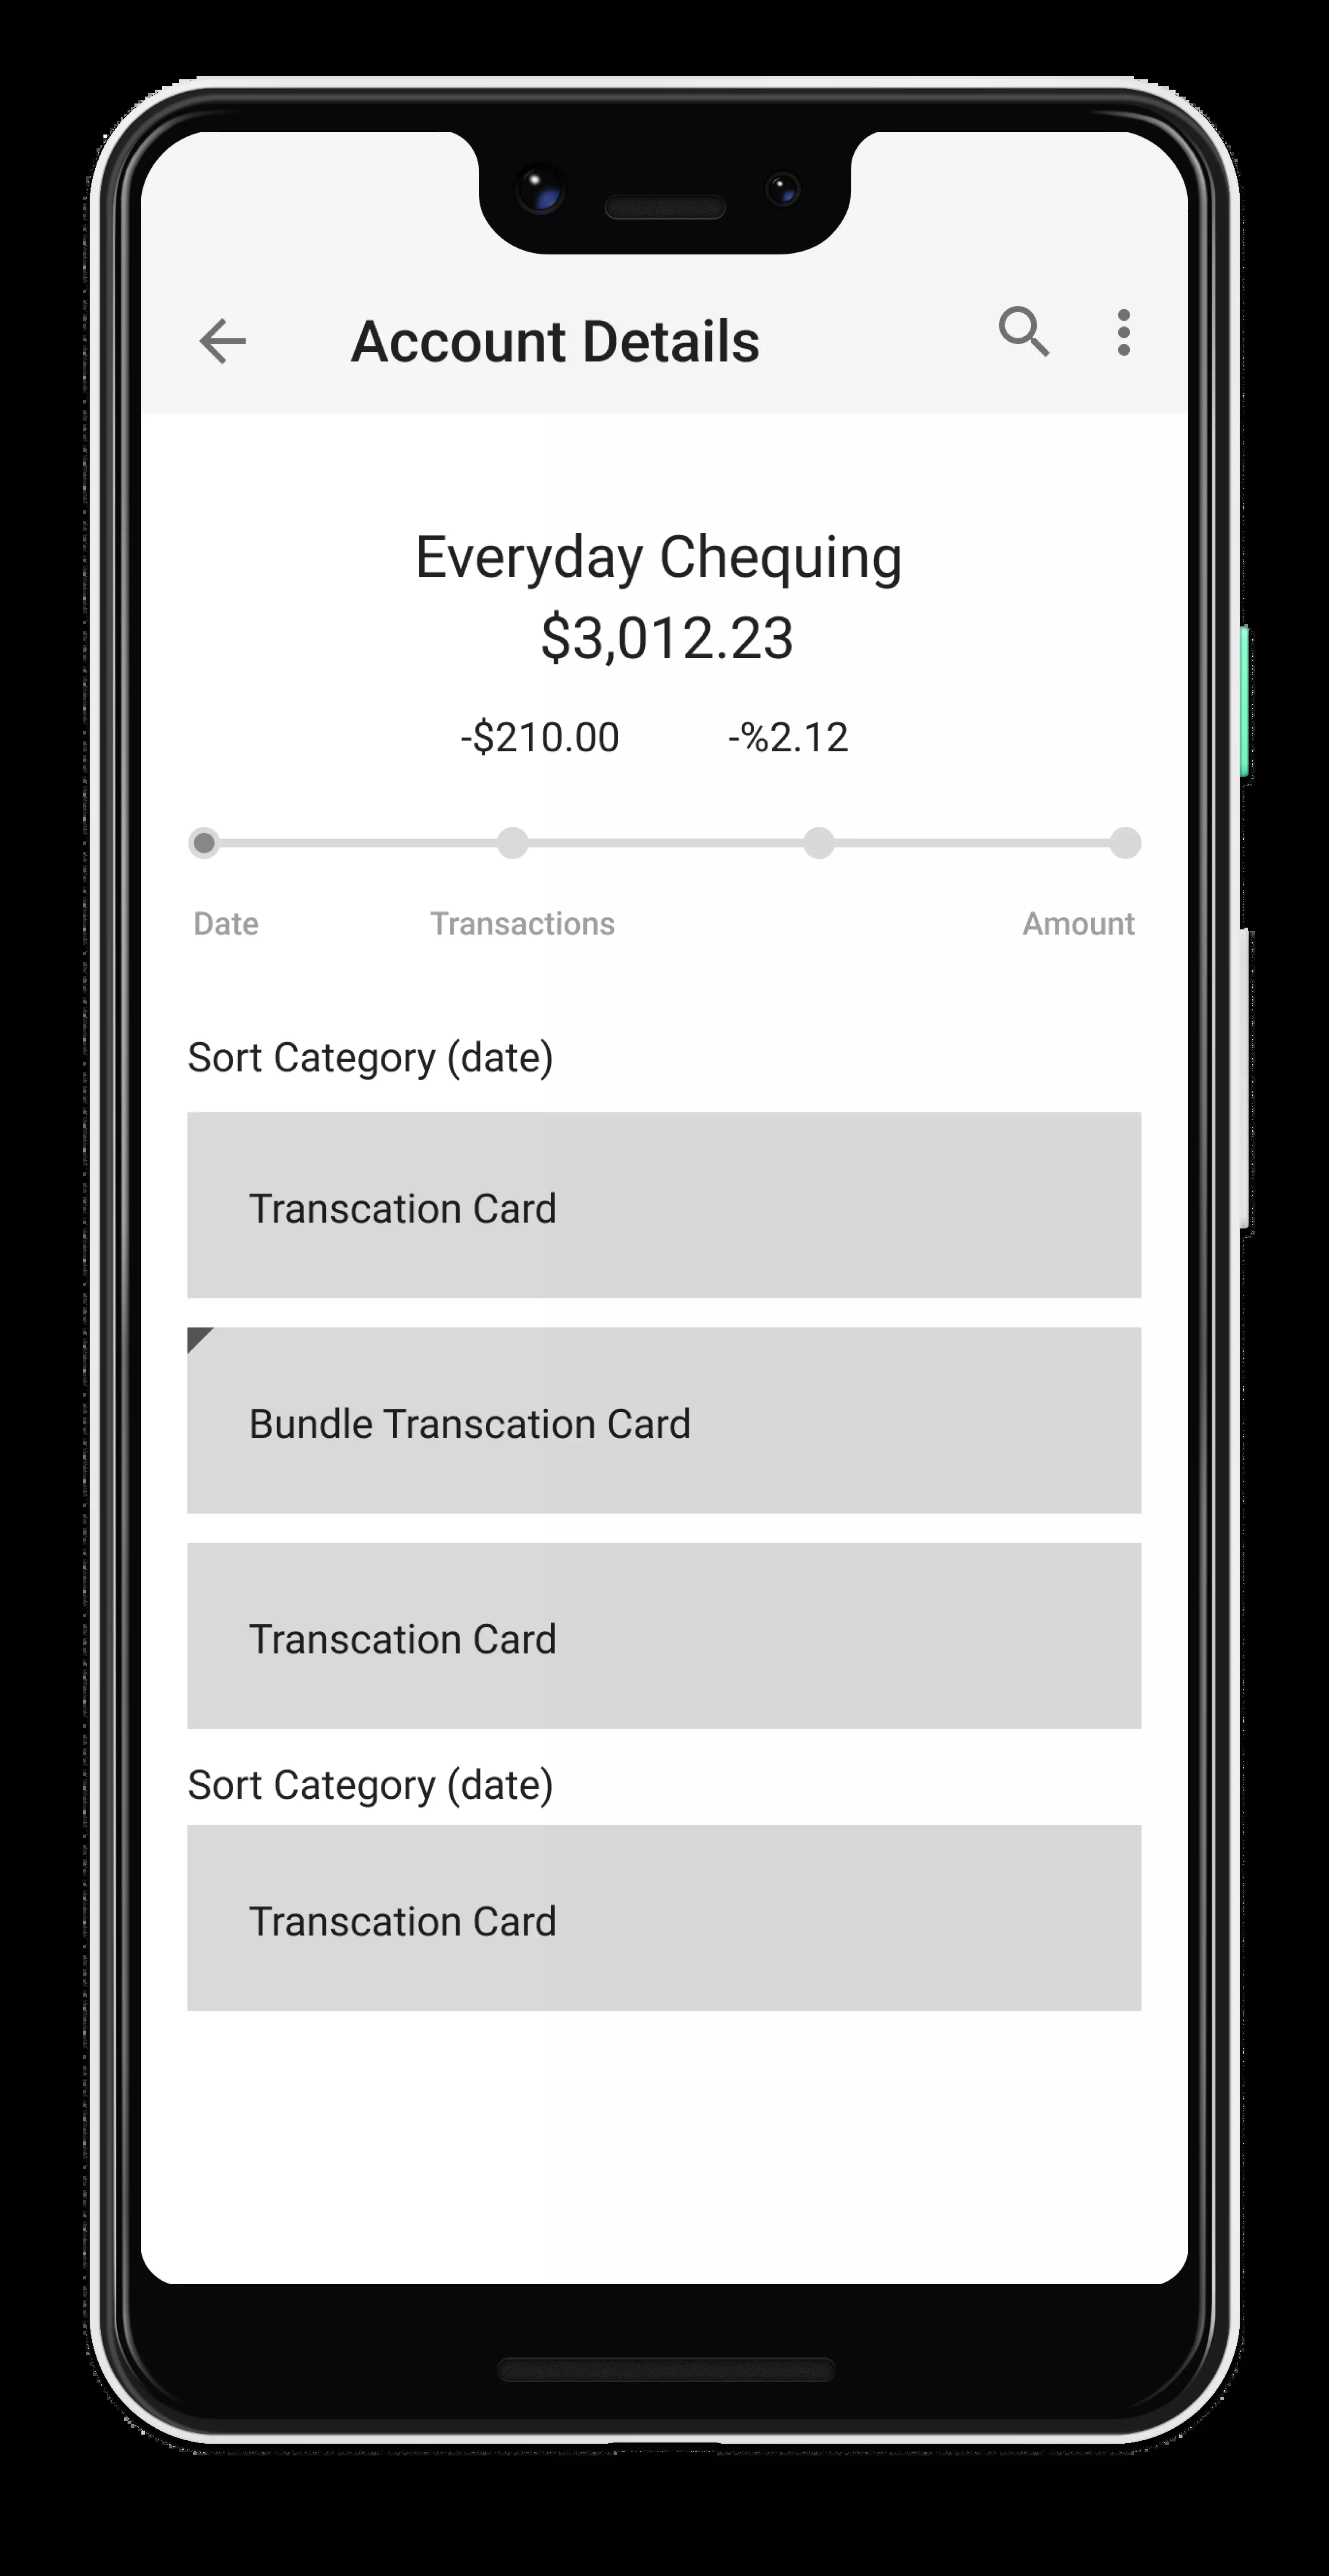 Account Details
Everyday Chequing
$3,012.23
-$210.00 -%2.12
Date Transactions Amount
Sort Category (date)
Transcation Card
Bundle Transcation Card
Transcation Card
Sort Category (date)
Transcation Card